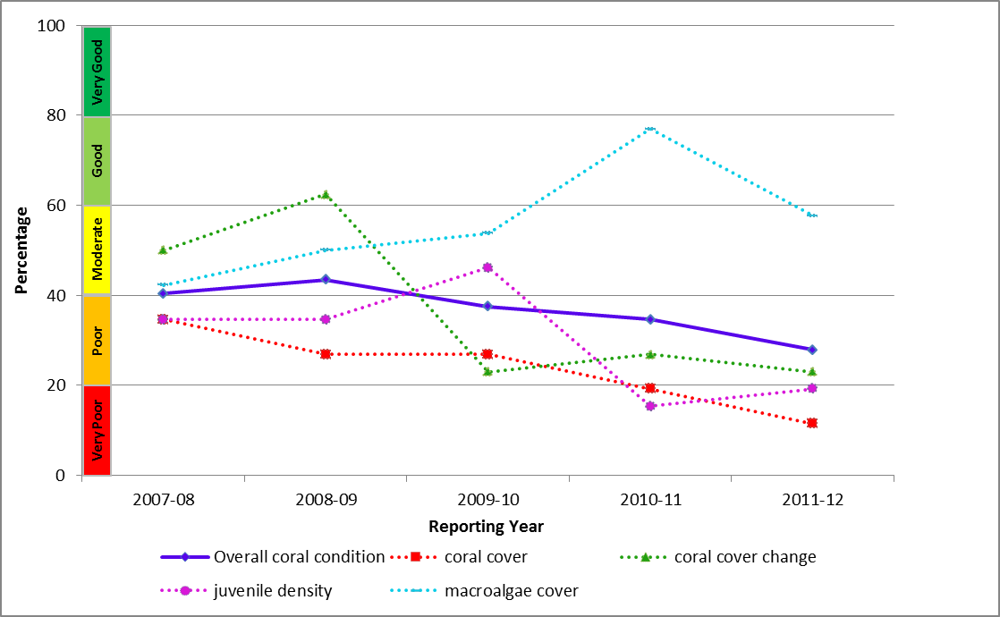 100
Very Good
80
Good
60
Moderate
Percentage
40
Poor
20
Very Poor
0
2007-08 2008-09 2009-10 2010-11 2011-12
Reporting Year
Overall coral condition coral cover coral cover change
juvenile density macroalgae cover